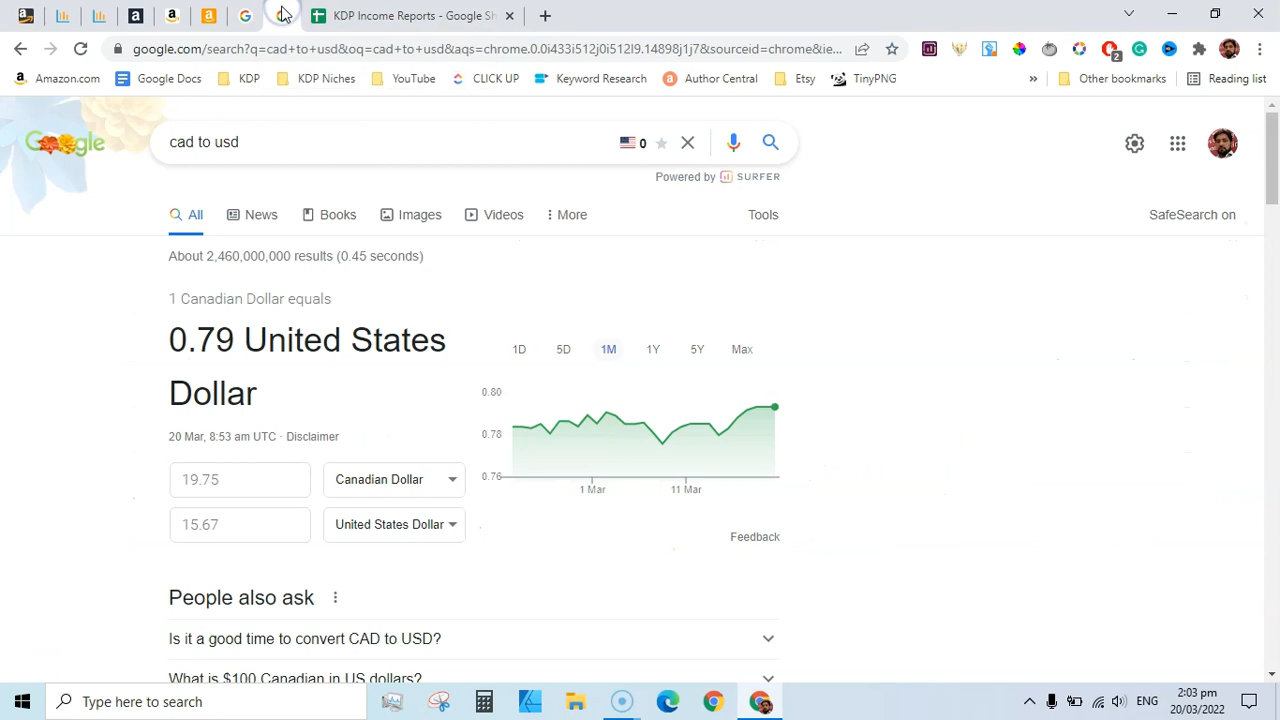 KDP Income Reports - Google Sh
google.com/search?q=cad+to+usd&oq=cad+to+usd&aqs=chrome.0.0i433i512j0i512l9.14898j1j7&sourceid=chrome&ie...
2
Amazon.com
Google Docs
KDP
KDP Niches
YouTube
CLICK UP
Keyword Research
Author Central
Etsy
TinyPNG
»
Other bookmarks
Reading list
Google
cad to usd
0
Powered by SURFER
All
News
Books
Images
Videos
More
Tools
SafeSearch on
About 2,460,000,000 results (0.45 seconds)
1 Canadian Dollar equals
0.79 United States
Dollar
20 Mar, 8:53 am UTC · Disclaimer
19.75
Canadian Dollar
15.67
United States Dollar
1D 5D 1M 1Y 5Y Max
0.80
0.78
0.76
1 Mar 11 Mar
Feedback
People also ask
Is it a good time to convert CAD to USD?
What is $100 Canadian in US dollars?
Type here to search
ENG
2:03 pm
20/03/2022